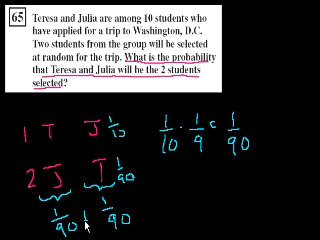 65 Teresa and Julia are among 10 students who
have applied for a trip to Washington, D.C.
Two students from the group will be selected
at random for the trip. What is the probability
that Teresa and Julia will be the 2 students
selected?
1 T J 1/10 1/10 · 1/9 = 1/90
2 J T 1/90
1/90 1/90